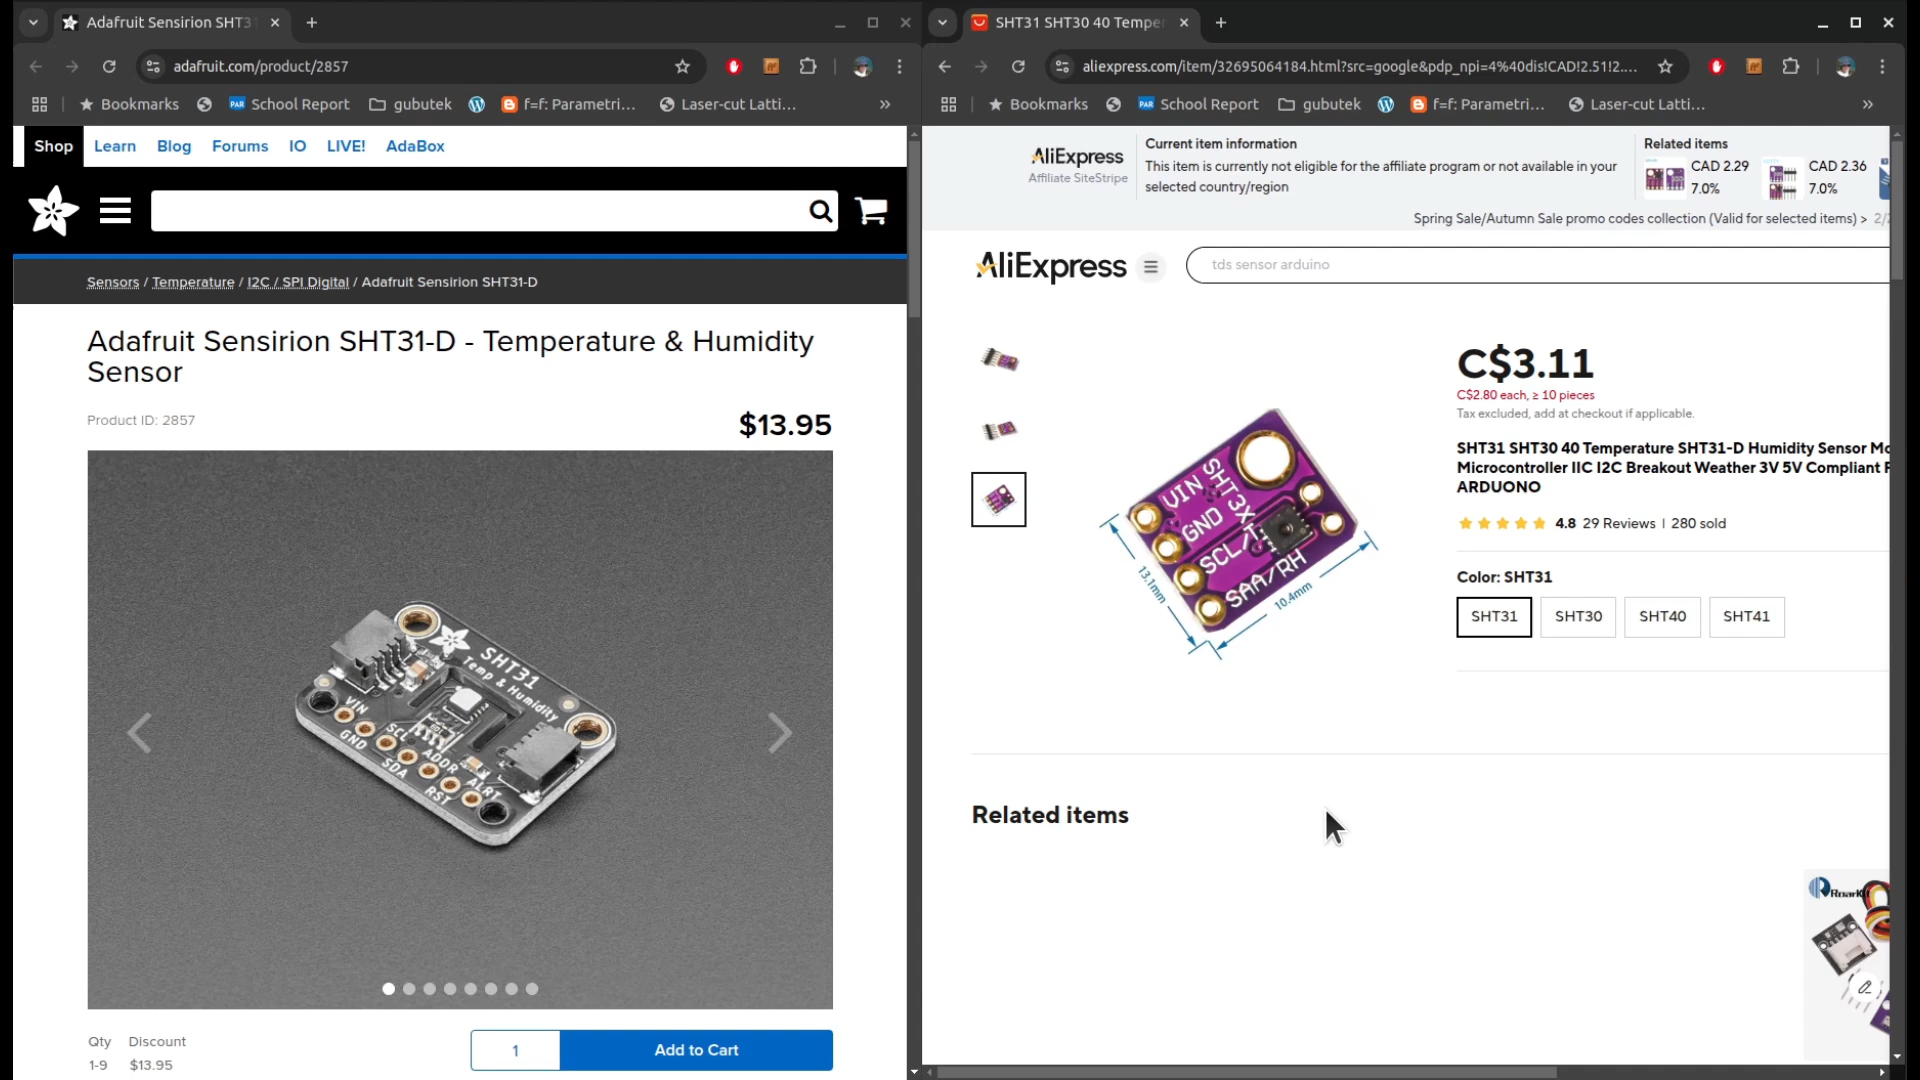 Adafruit Sensirion SHT31
adafruit.com/product/2857
Bookmarks
PAR School Report
gubutek
f=f: Parametri...
Laser-cut Latti...
Shop
Learn
Blog
Forums
IO
LIVE!
AdaBox
Sensors / Temperature / I2C / SPI Digital / Adafruit Sensirion SHT31-D
Adafruit Sensirion SHT31-D - Temperature & Humidity
Sensor
Product ID: 2857
$13.95
SHT31
Temp & Humidity
VIN
GND
SCL
SDA
ADDR
RST
ALRT
Qty Discount
1-9 $13.95
1
Add to Cart
SHT31 SHT30 40 Temper
aliexpress.com/item/32695064184.html?src=google&pdp_npi=4%40dis!CAD!2.51!2....
Bookmarks
PAR School Report
gubutek
f=f: Parametri...
Laser-cut Latti...
AliExpress
Affiliate SiteStripe
Current item information
This item is currently not eligible for the affiliate program or not available in your
selected country/region
Related items
CAD 2.29
7.0%
CAD 2.36
7.0%
Spring Sale/Autumn Sale promo codes collection (Valid for selected items) >
AliExpress
tds sensor arduino
VIN
GND
SCL/T
SAA/RH
SHT3X
13.1mm
10.4mm
C$3.11
C$2.80 each, ≥ 10 pieces
Tax excluded, add at checkout if applicable.
SHT31 SHT30 40 Temperature SHT31-D Humidity Sensor Mo
Microcontroller IIC I2C Breakout Weather 3V 5V Compliant F
ARDUONO
4.8 29 Reviews | 280 sold
Color: SHT31
SHT31
SHT30
SHT40
SHT41
Related items